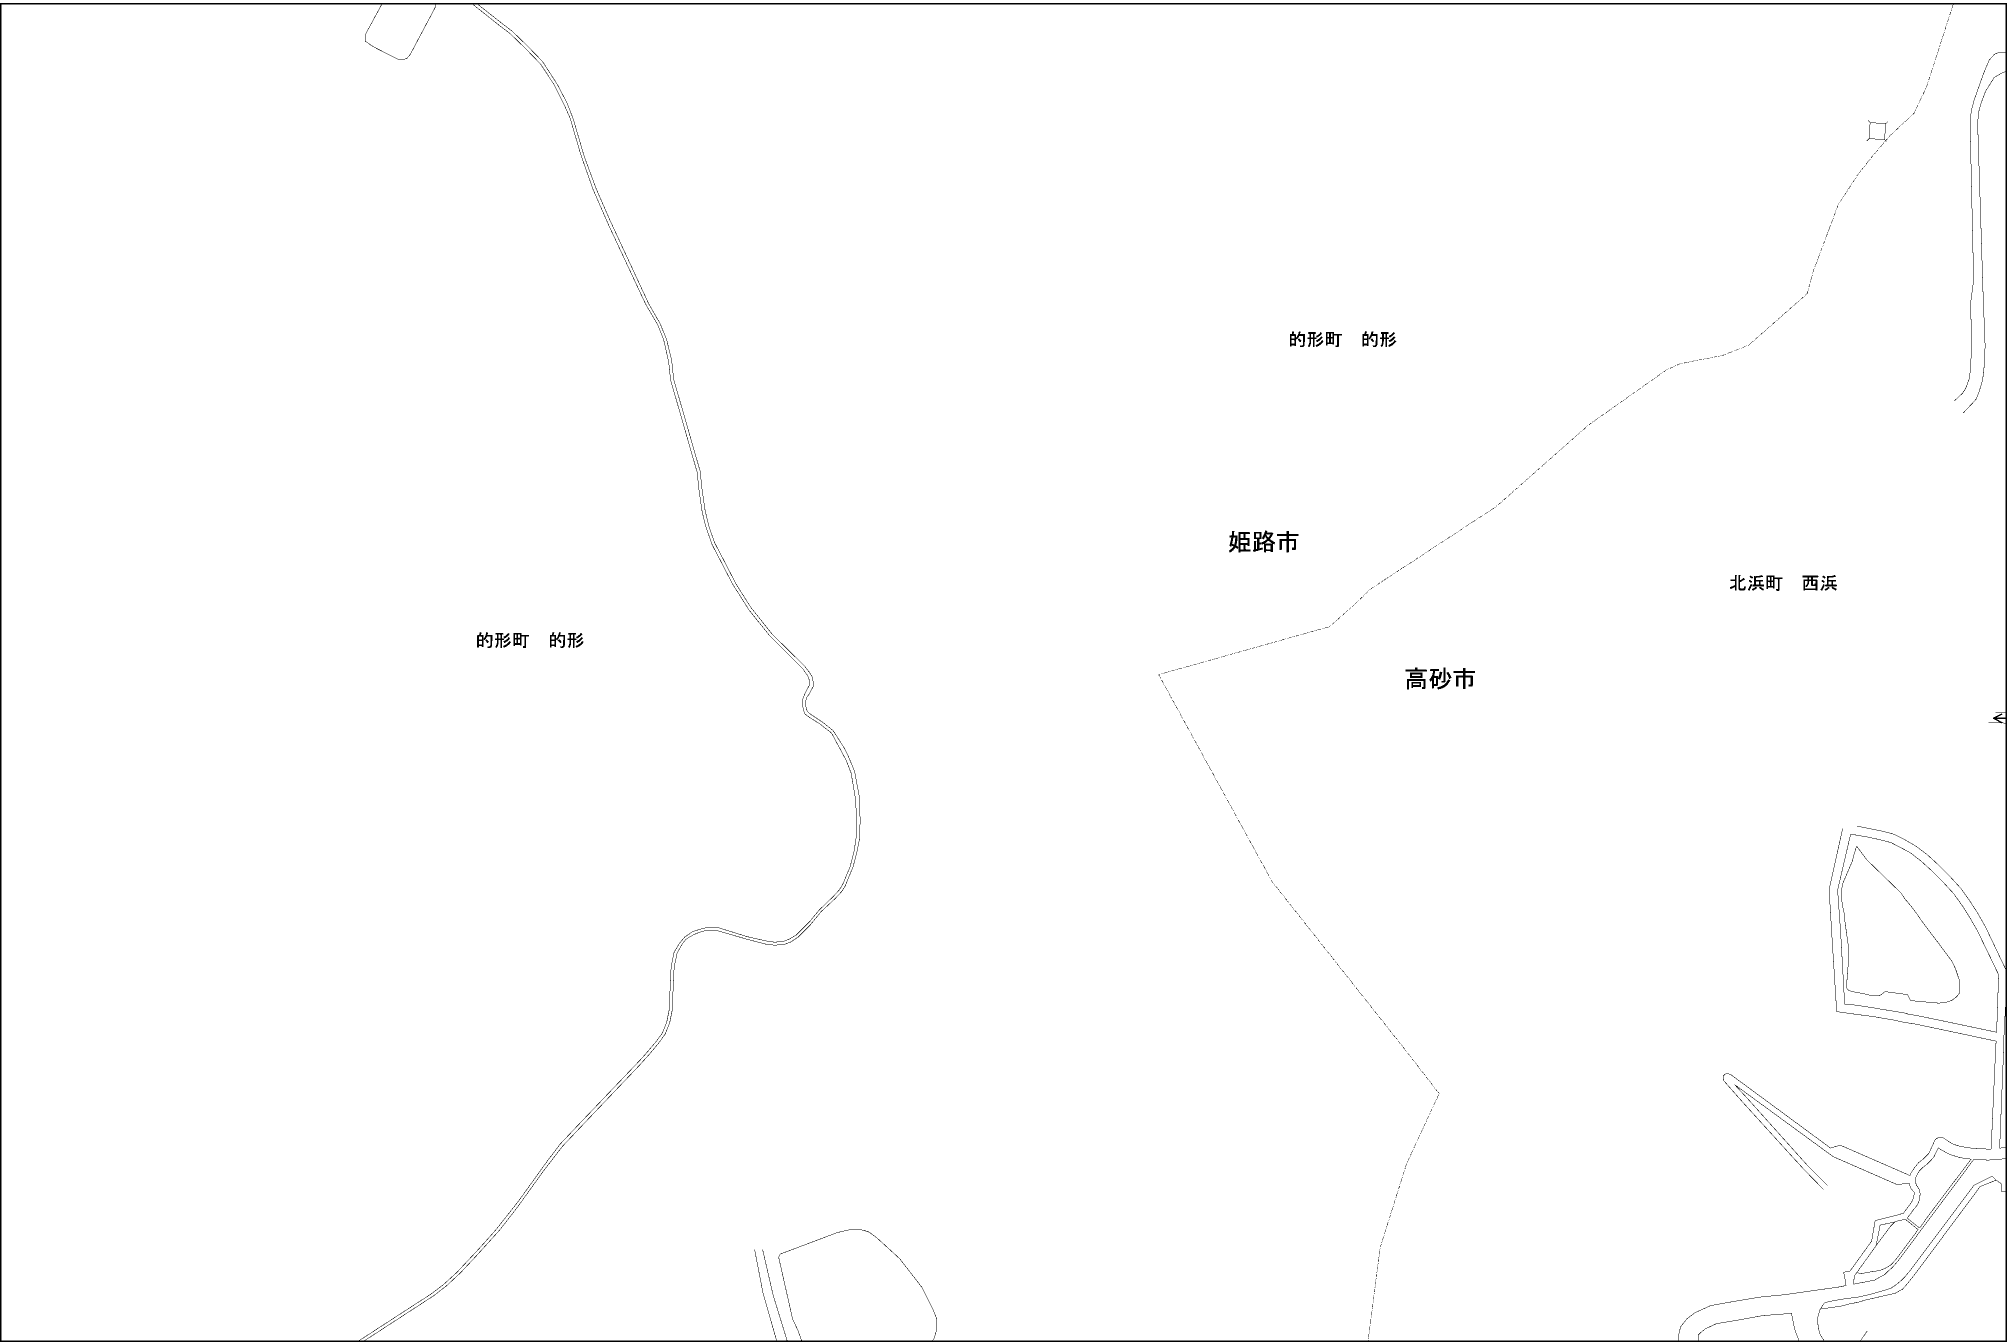 的形町　的形
姫路市
北浜町　西浜
的形町　的形
高砂市